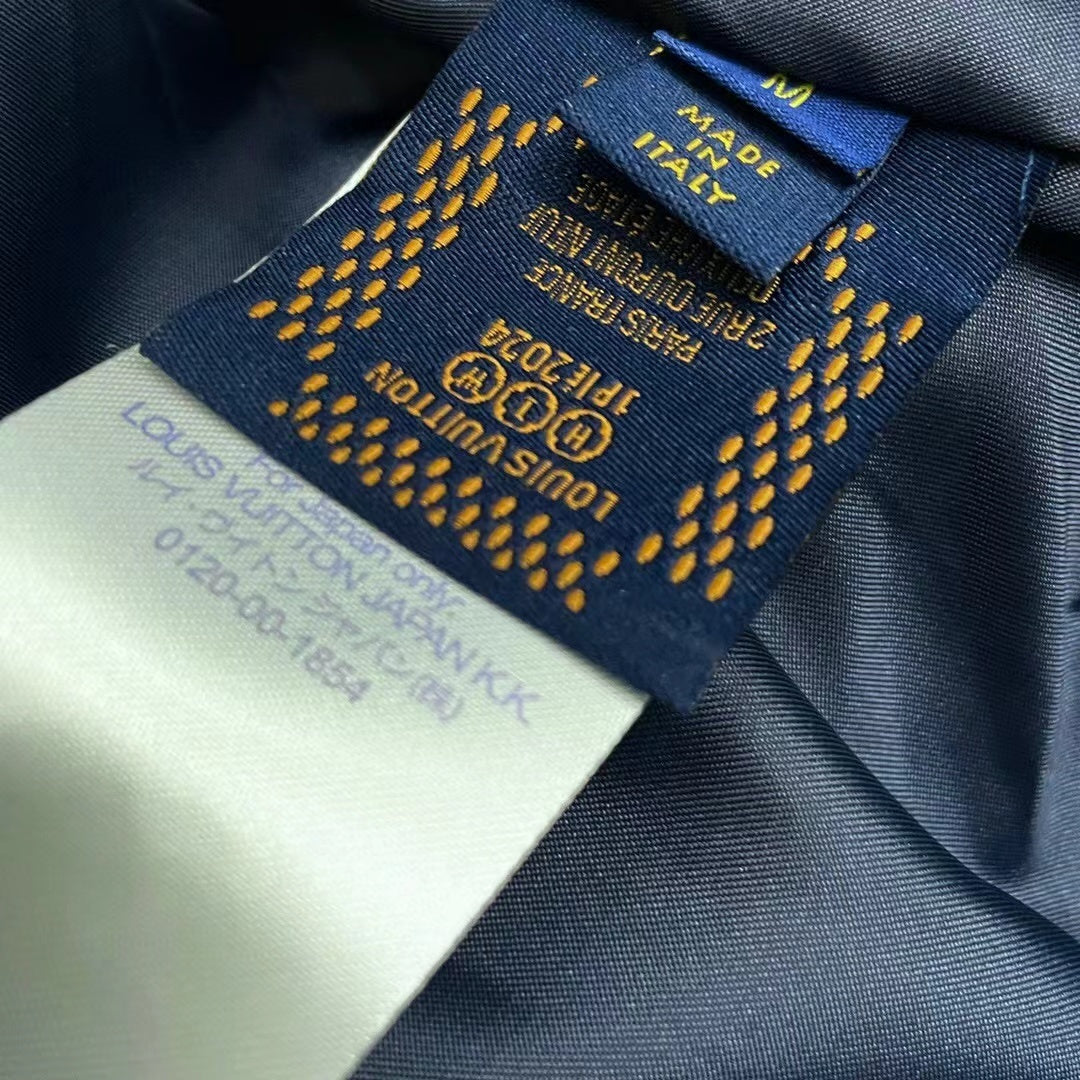 M
MADE
IN
ITALY
LOUIS VUITTON
H I W
1PIE2024
PARIS FRANCE
2 RUE DU PONT NEUF
ETAGE
For Japan only.
LOUIS VUITTON JAPAN K.K
ルイ・ヴィトンジャパン(株)
0120-00-1854